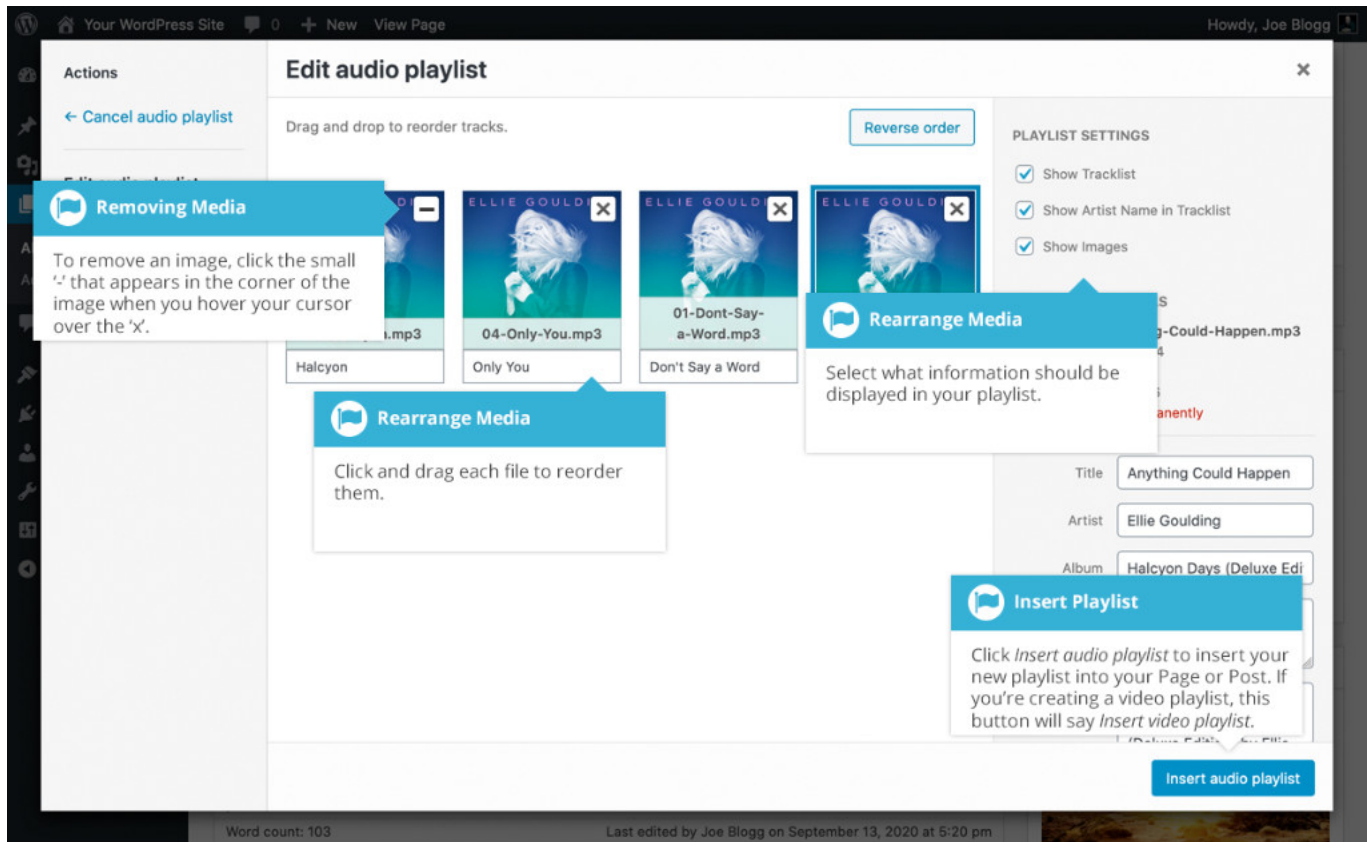 Your WordPress Site
0
New
View Page
Howdy, Joe Blogg
Actions
← Cancel audio playlist
Edit audio playlist
Edit audio playlist
Drag and drop to reorder tracks.
Reverse order
ELLIE GOULDI
ELLIE GOULDI
ELLIE GOULDI
.mp3
04-Only-You.mp3
01-Dont-Say-
a-Word.mp3
Halcyon
Only You
Don't Say a Word
Removing Media
To remove an image, click the small
‘-’ that appears in the corner of the
image when you hover your cursor
over the ‘x’.
Rearrange Media
Click and drag each file to reorder
them.
PLAYLIST SETTINGS
Show Tracklist
Show Artist Name in Tracklist
Show Images
Rearrange Media
Select what information should be
displayed in your playlist.
-Could-Happen.mp3
anently
Title
Anything Could Happen
Artist
Ellie Goulding
Album
Halcyon Days (Deluxe Edi
Insert Playlist
Click Insert audio playlist to insert your
new playlist into your Page or Post. If
you’re creating a video playlist, this
button will say Insert video playlist.
Insert audio playlist
Word count: 103
Last edited by Joe Blogg on September 13, 2020 at 5:20 pm